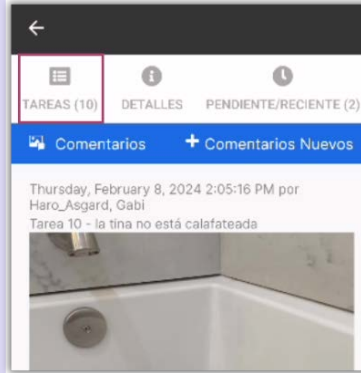 TAREAS (10)
DETALLES
PENDIENTE/RECIENTE (2)
Comentarios
Comentarios Nuevos
Thursday, February 8, 2024 2:05:16 PM por
Haro_Asgard, Gabi
Tarea 10 - la tina no está calafateada